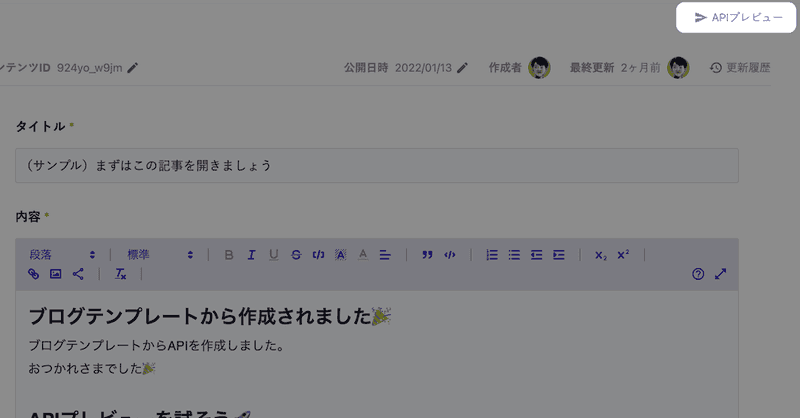 APIプレビュー
ンテンツID 924yo_w9jm 公開日時 2022/01/13 作成者 最終更新 2ヶ月前 更新履歴
タイトル *
（サンプル）まずはこの記事を開きましょう
内容 *
段落 標準 B I U S A A X₂ X²
Tx
ブログテンプレートから作成されました🎉
ブログテンプレートからAPIを作成しました。
おつかれさまでした🎉
APIプレビューを試そう🚀